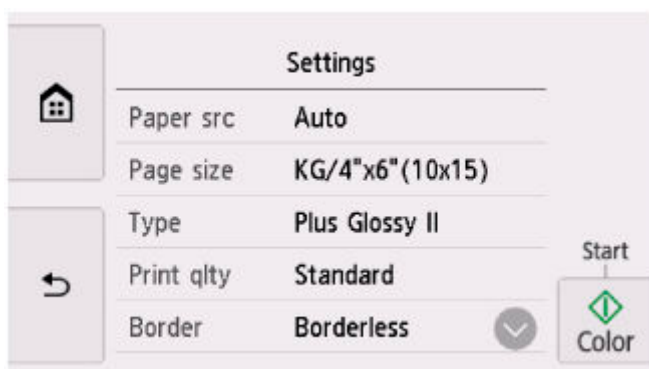 Settings
Paper src Auto
Page size KG/4"x6"(10x15)
Type Plus Glossy II
Print qlty Standard
Border Borderless
Start
Color